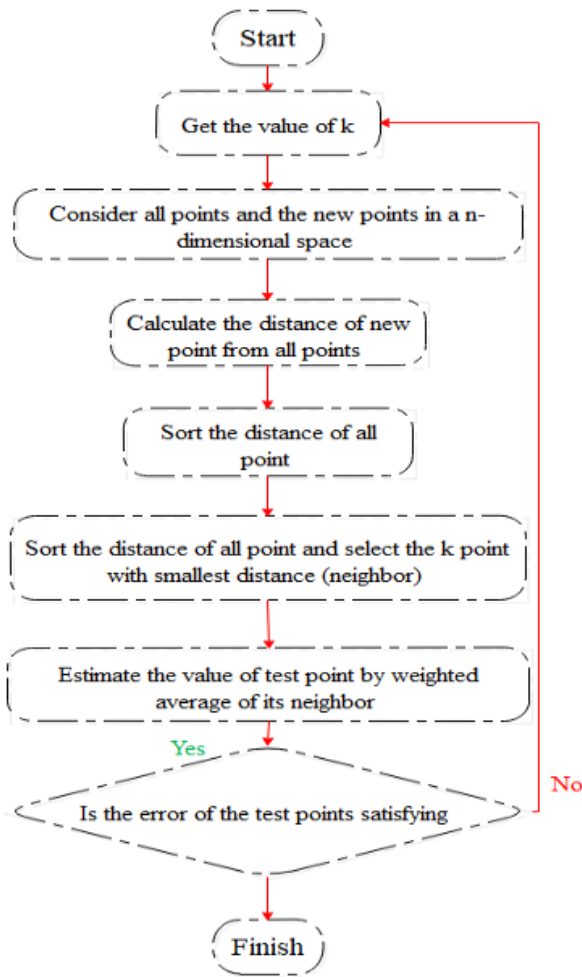 Start
Get the value of k
Consider all points and the new points in a n-
dimensional space
Calculate the distance of new
point from all points
Sort the distance of all
point
Sort the distance of all point and select the k point
with smallest distance (neighbor)
Estimate the value of test point by weighted
average of its neighbor
Yes
No
Is the error of the test points satisfying
Finish